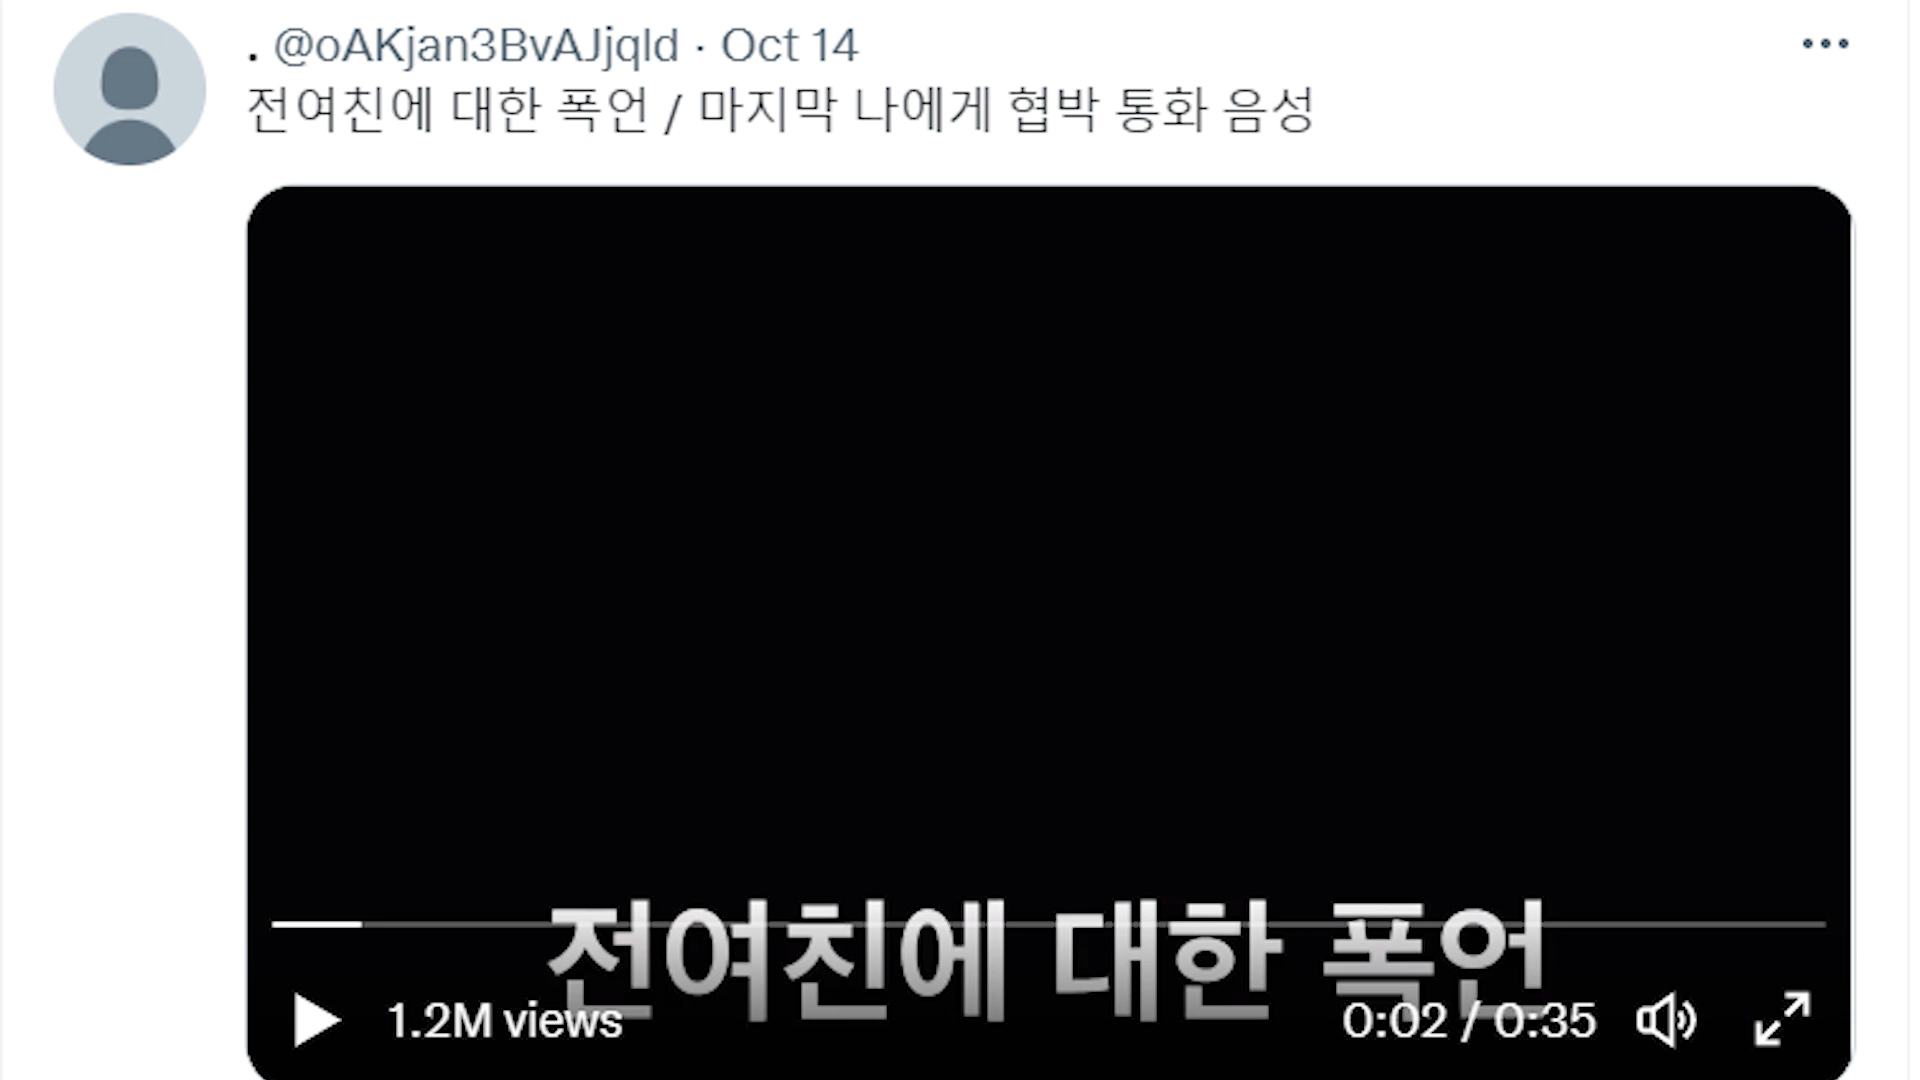 . @oAKjan3BvAJjqld · Oct 14
전여친에 대한 폭언 / 마지막 나에게 협박 통화 음성
전여친에 대한 폭언
1.2M views
0:02 / 0:35